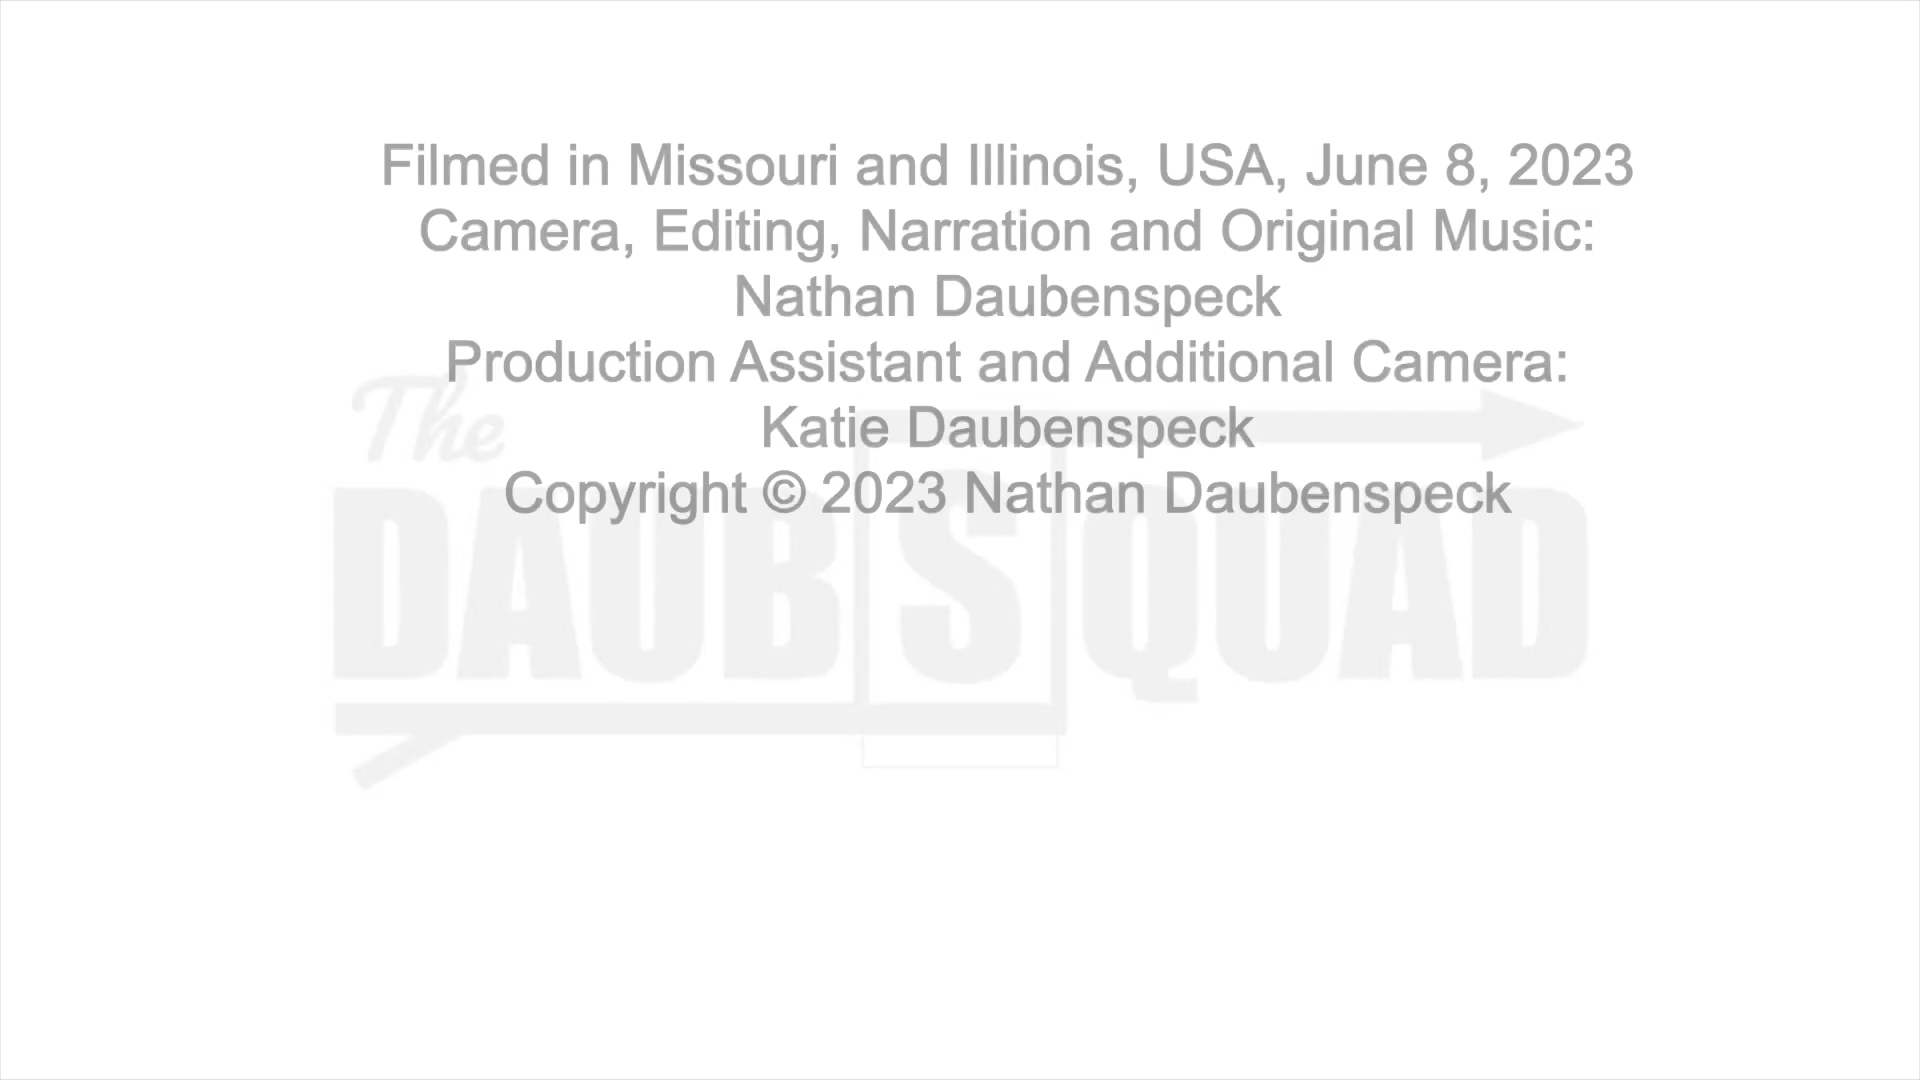 Filmed in Missouri and Illinois, USA, June 8, 2023
Camera, Editing, Narration and Original Music:
Nathan Daubenspeck
Production Assistant and Additional Camera:
Katie Daubenspeck
Copyright © 2023 Nathan Daubenspeck
The
DAUBSQUAD